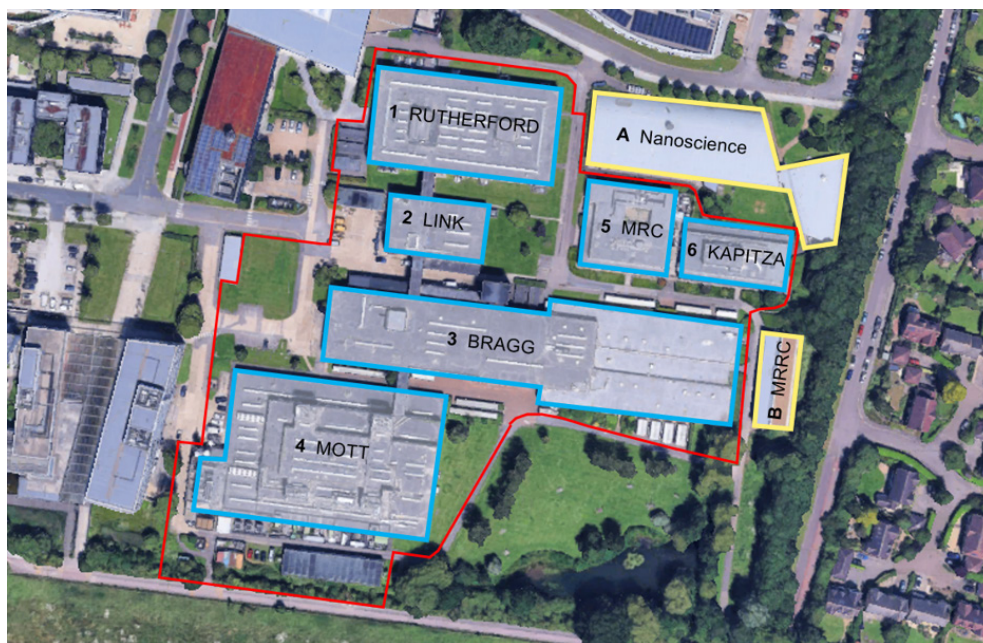 1 RUTHERFORD
A Nanoscience
2 LINK
5 MRC
6 KAPITZA
3 BRAGG
B MRRC
4 MOTT